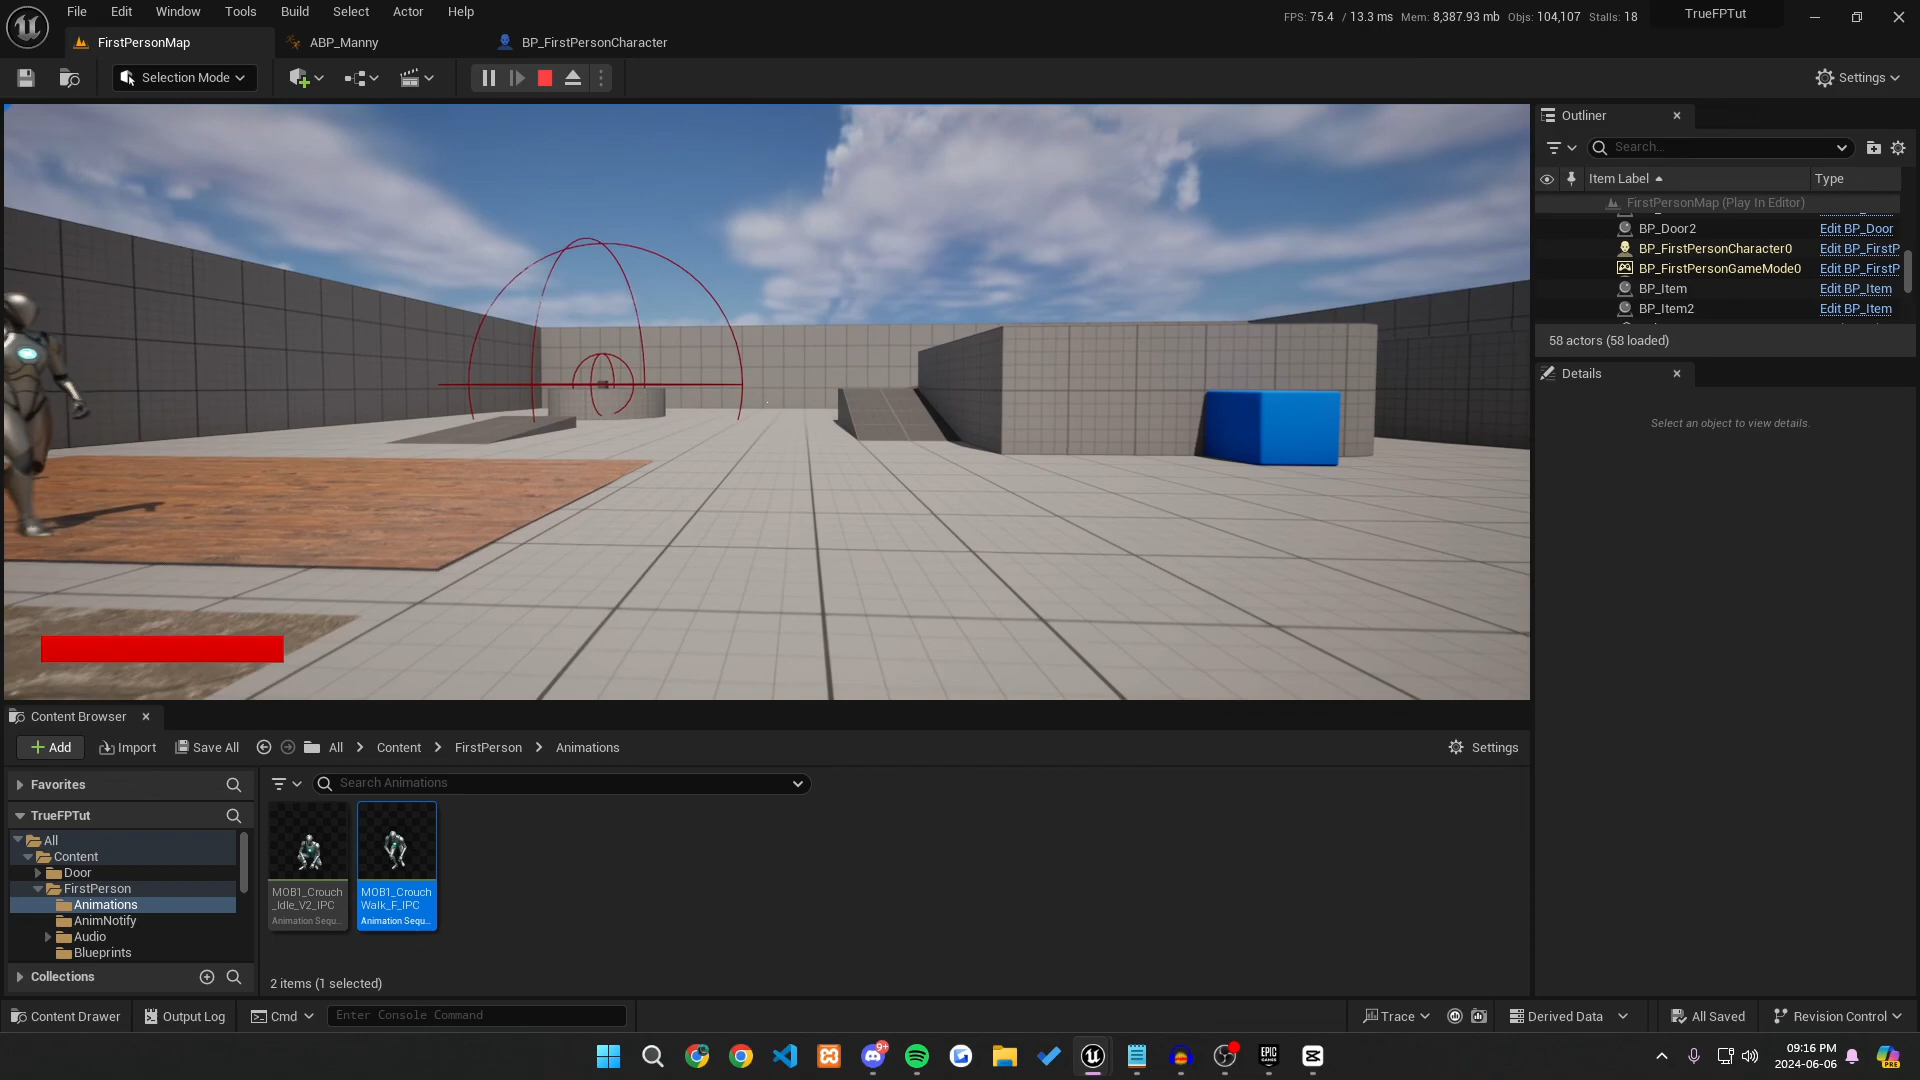 File Edit Window Tools Build Select Actor Help
FPS: 75.4 / 13.3 ms Mem: 8,387.93 mb Objs: 104,107 Stalls: 18
TrueFPTut
FirstPersonMap
ABP_Manny
BP_FirstPersonCharacter
Selection Mode
Settings
Outliner
Search...
Item Label
Type
FirstPersonMap (Play In Editor)
BP_Door2 Edit BP_Door
BP_FirstPersonCharacter0 Edit BP_FirstP
BP_FirstPersonGameMode0 Edit BP_FirstP
BP_Item Edit BP_Item
BP_Item2 Edit BP_Item
58 actors (58 loaded)
Details
Select an object to view details.
Content Browser
Add
Import
Save All
All
Content
FirstPerson
Animations
Settings
Favorites
Search Animations
TrueFPTut
All
Content
Door
FirstPerson
Animations
AnimNotify
Audio
Blueprints
Collections
MOB1_Crouch
_Idle_V2_IPC
Animation Sequ...
MOB1_Crouch
Walk_F_IPC
Animation Sequ...
2 items (1 selected)
Content Drawer
Output Log
Cmd
Enter Console Command
Trace
Derived Data
All Saved
Revision Control
9+
EPIC
GAMES
09:16 PM
2024-06-06
PRE